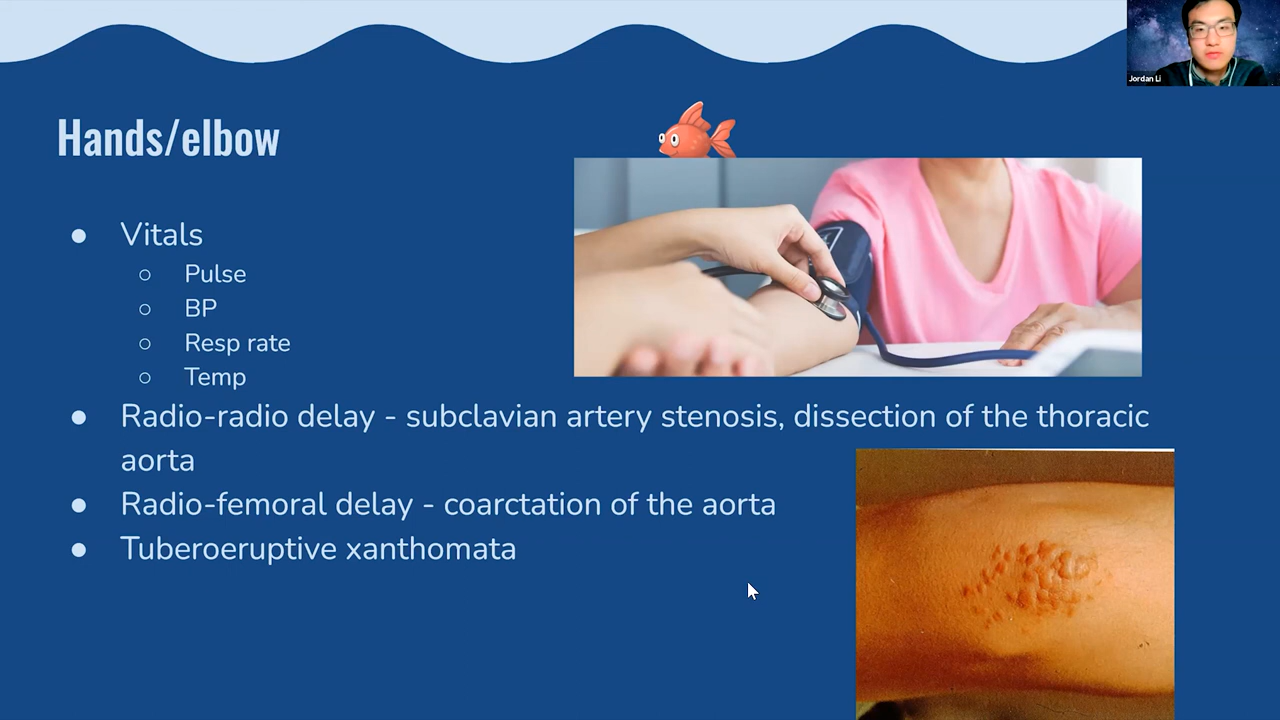 Jordan Li
Hands/elbow
● Vitals
○ Pulse
○ BP
○ Resp rate
○ Temp
● Radio-radio delay - subclavian artery stenosis, dissection of the thoracic
aorta
● Radio-femoral delay - coarctation of the aorta
● Tuberoeruptive xanthomata